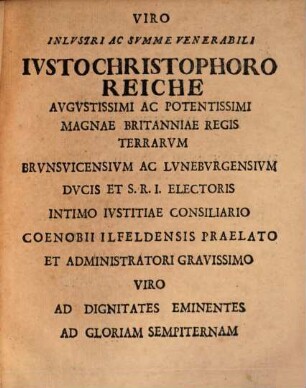 VIRO
INLVSTRI AC SVMME VENERABILI
IVSTO CHRISTOPHORO
REICHE
AVGVSTISSIMI AC POTENTISSIMI
MAGNAE BRITANNIAE REGIS
TERRARVM
BRVNSVICENSIVM AC LVNEBVRGENSIVM
DVCIS ET S. R. I. ELECTORIS
INTIMO IVSTITIAE CONSILIARIO
COENOBII ILFELDENSIS PRAELATO
ET ADMINISTRATORI GRAVISSIMO
VIRO
AD DIGNITATES EMINENTES
AD GLORIAM SEMPITERNAM